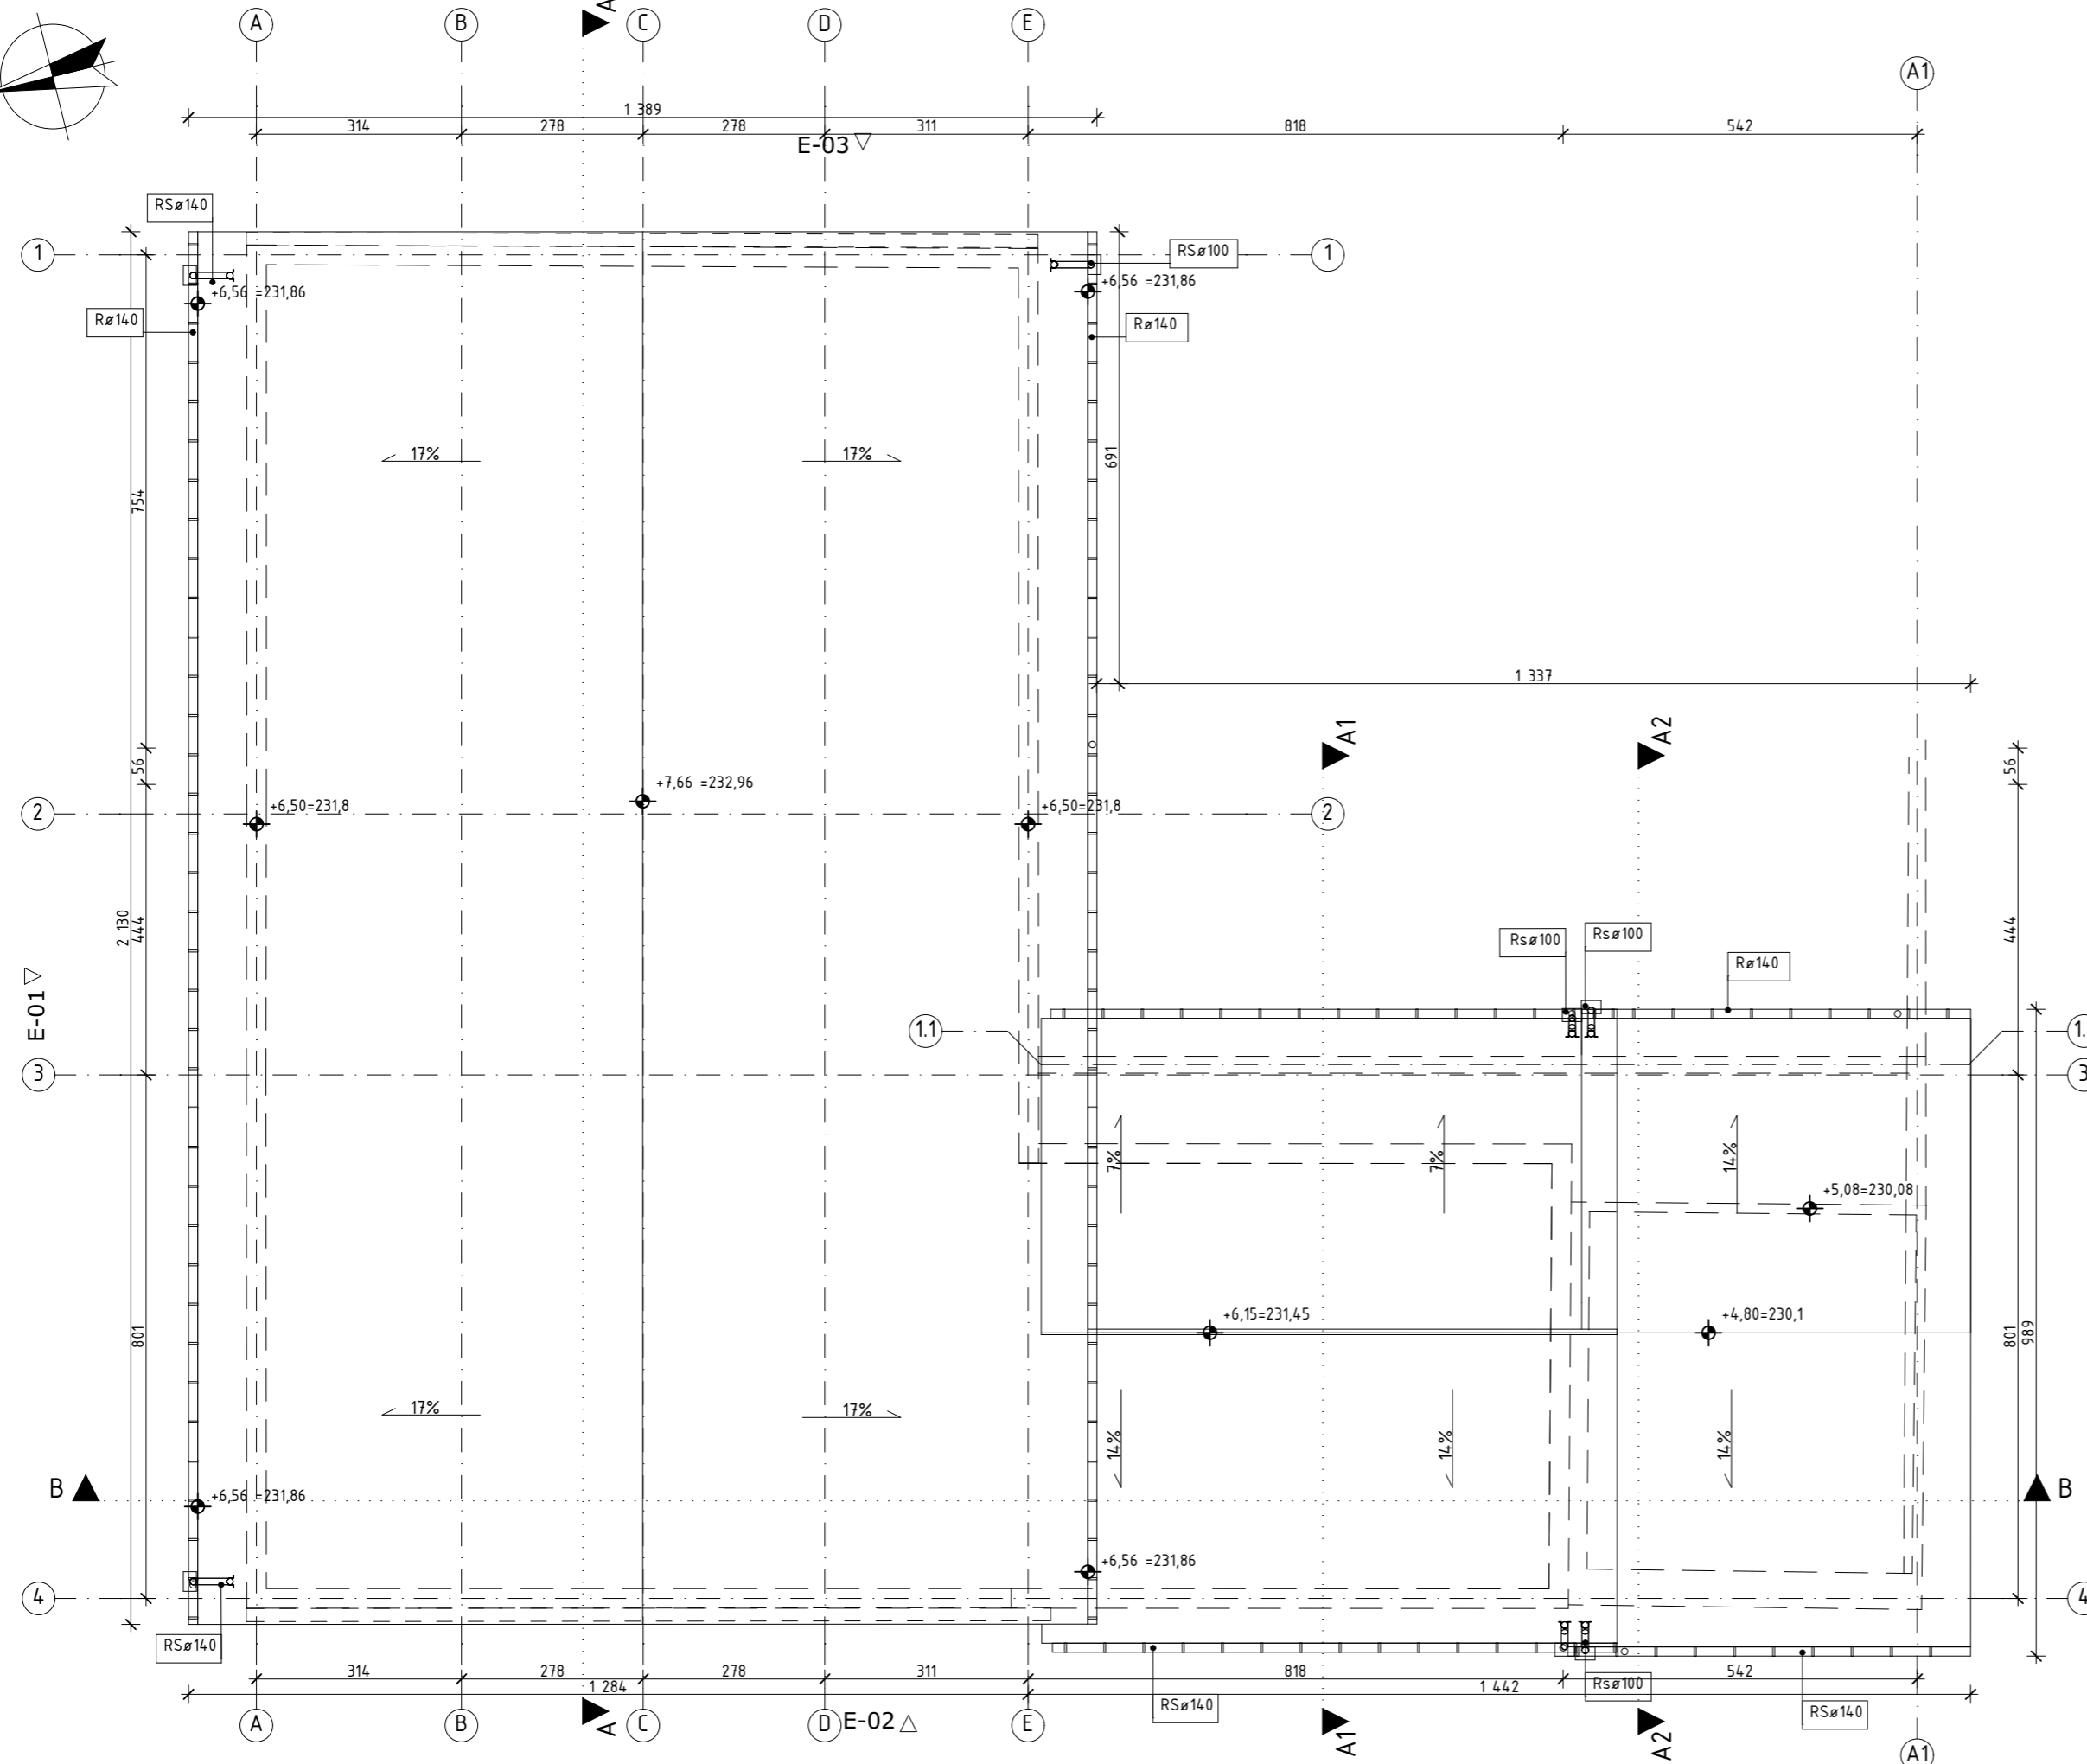 A
A B C D E
A1
1 389
314 278 278 311 818 542
E-03
RSø140
1
RSø100
1
+6,56 =231,86
+6,56 =231,86
Rø140
Rø140
17%
17%
691
754
1 337
A1
A2
56
56
+7,66 =232,96
2
+6,50=231,8
+6,50=231,8
2
2 130
444
444
Rsø100
Rsø100
Rø140
E-01
1.1
1.
3
3
7%
7%
14%
+5,08=230,08
+6,15=231,45
+4,80=230,1
801
801
989
17%
17%
14%
14%
14%
B
B
+6,56 =231,86
+6,56 =231,86
4
4
RSø140
314 278 278 311 818 542
1 284
1 442
Rsø100
RSø140
RSø140
A B A C D E-02 E
A1
A2
A1